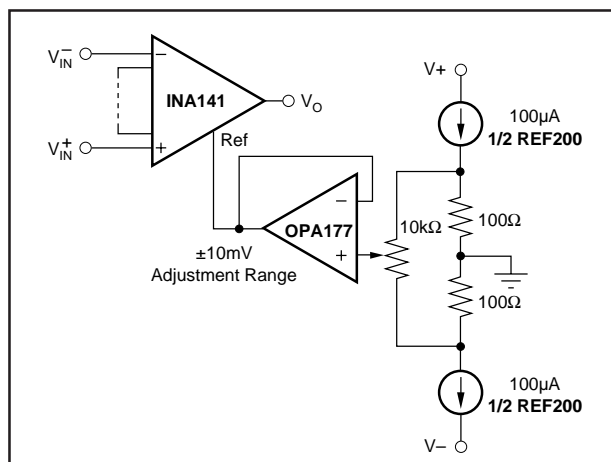 V⁻IN
−
INA141
VO
+
V⁺IN
Ref
V+
100µA
1/2 REF200
−
OPA177
+
10kΩ
100Ω
100Ω
±10mV
Adjustment Range
100µA
1/2 REF200
V–